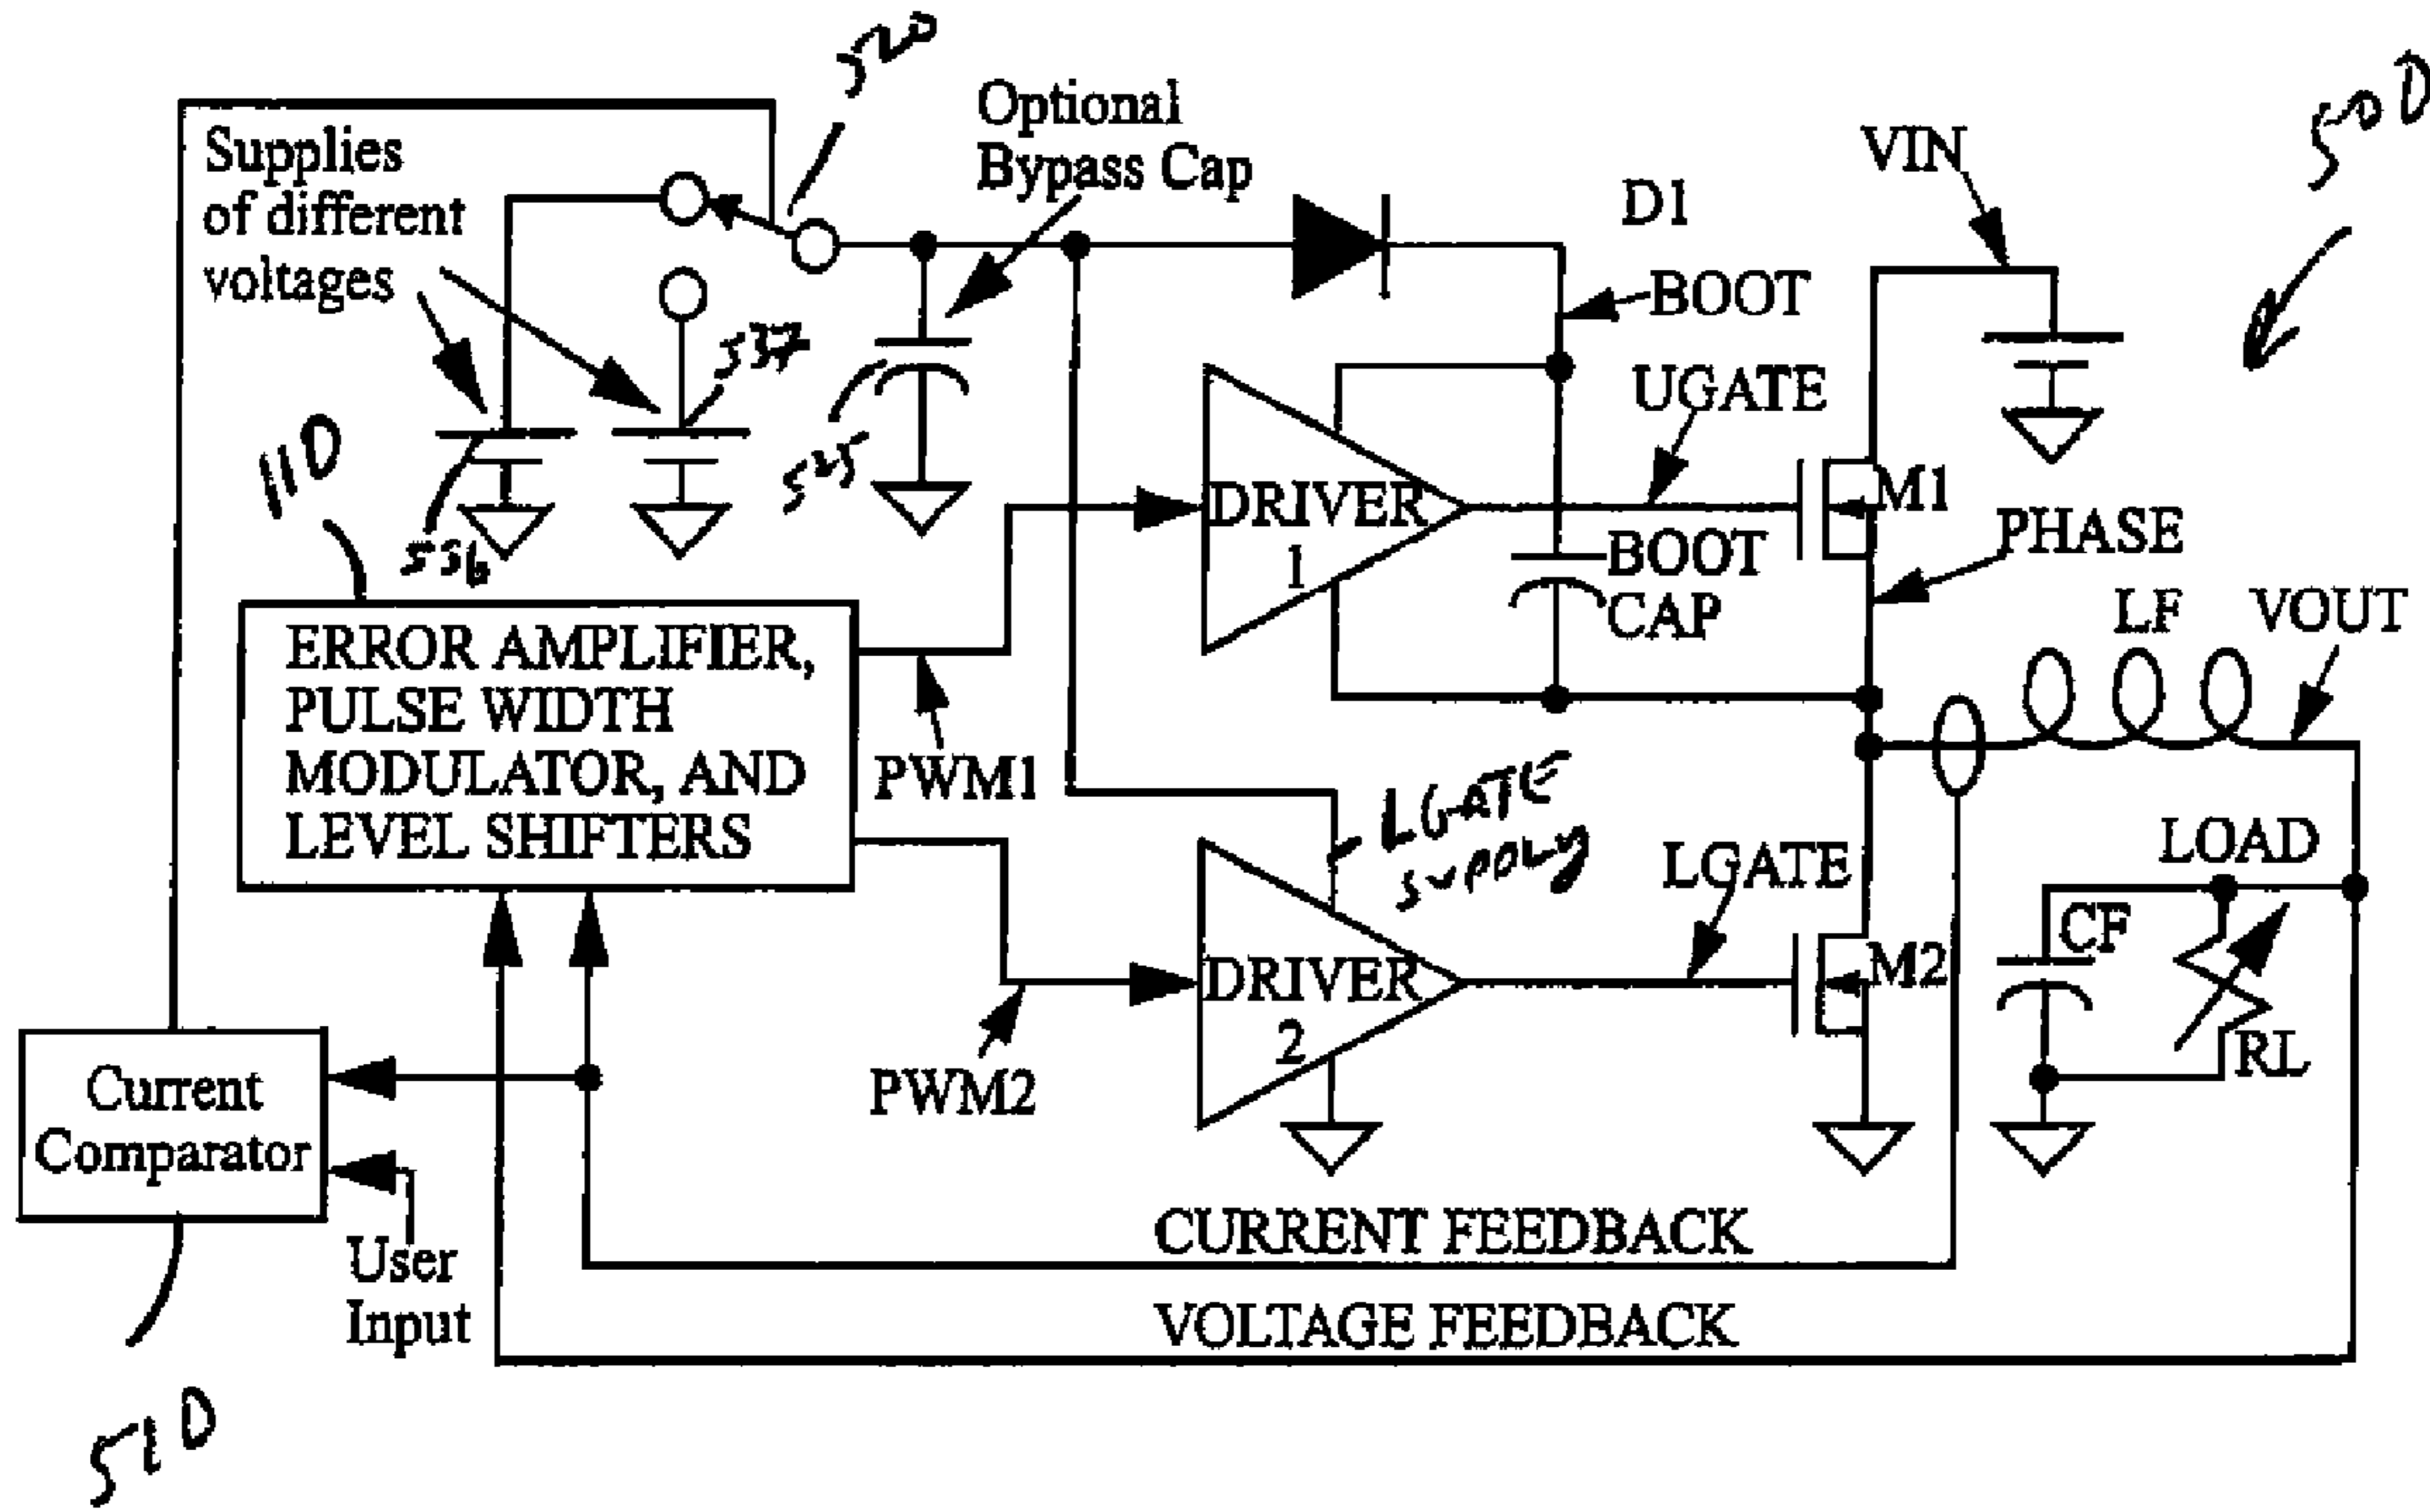 520
500
Optional
Bypass Cap
VIN
Supplies
of different
voltages
D1
BOOT
537
UGATE
110
525
536
DRIVER
1
M1
BOOT
CAP
PHASE
LF
VOUT
ERROR AMPLIFIER,
PULSE WIDTH
MODULATOR, AND
LEVEL SHIFTERS
PWM1
LGATE
SUPPLY
LOAD
LGATE
CF
M2
DRIVER
2
RL
PWM2
Current
Comparator
User
Input
CURRENT FEEDBACK
VOLTAGE FEEDBACK
510